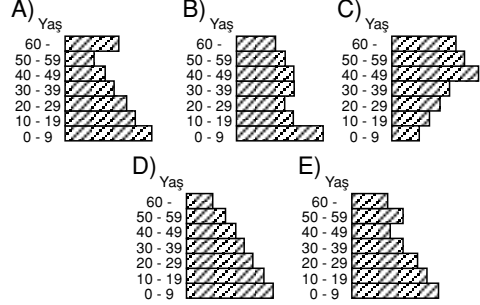 A)
Yaş
60 -
50 - 59
40 - 49
30 - 39
20 - 29
10 - 19
0 - 9
B)
Yaş
60 -
50 - 59
40 - 49
30 - 39
20 - 29
10 - 19
0 - 9
C)
Yaş
60 -
50 - 59
40 - 49
30 - 39
20 - 29
10 - 19
0 - 9
D)
Yaş
60 -
50 - 59
40 - 49
30 - 39
20 - 29
10 - 19
0 - 9
E)
Yaş
60 -
50 - 59
40 - 49
30 - 39
20 - 29
10 - 19
0 - 9